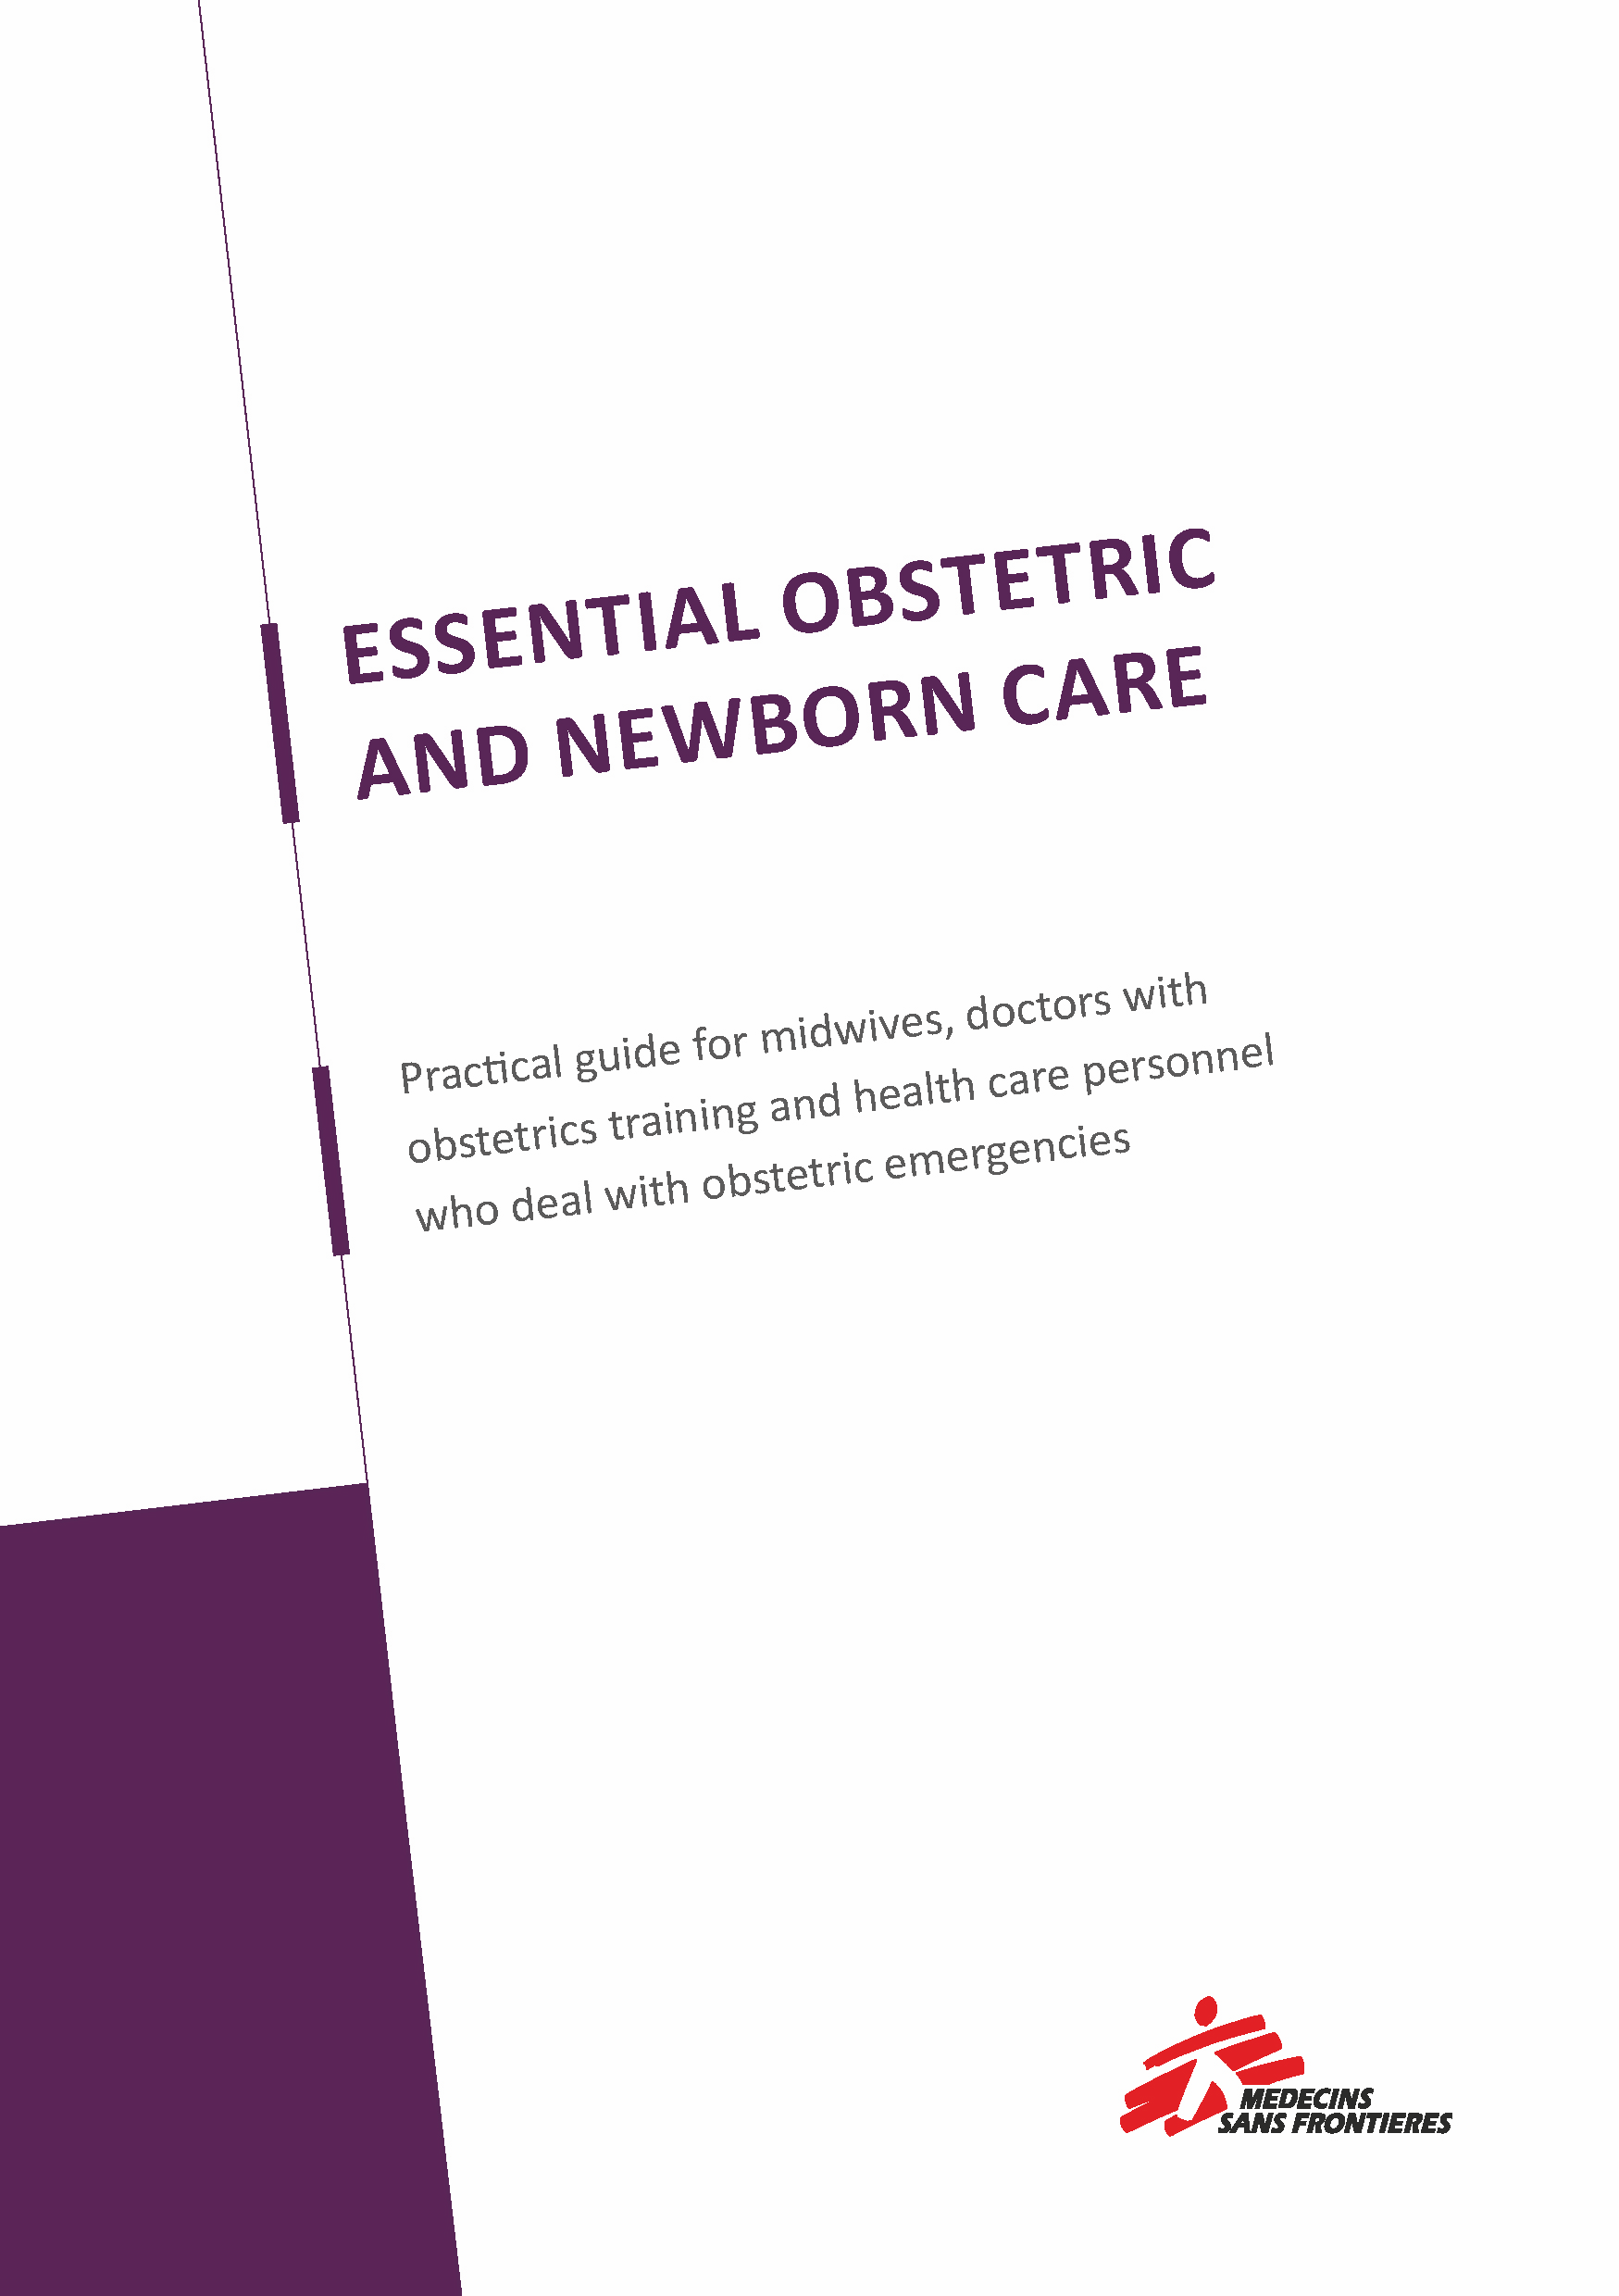 ESSENTIAL OBSTETRIC
AND NEWBORN CARE
Practical guide for midwives, doctors with
obstetrics training and health care personnel
who deal with obstetric emergencies
MEDECINS
SANS FRONTIERES